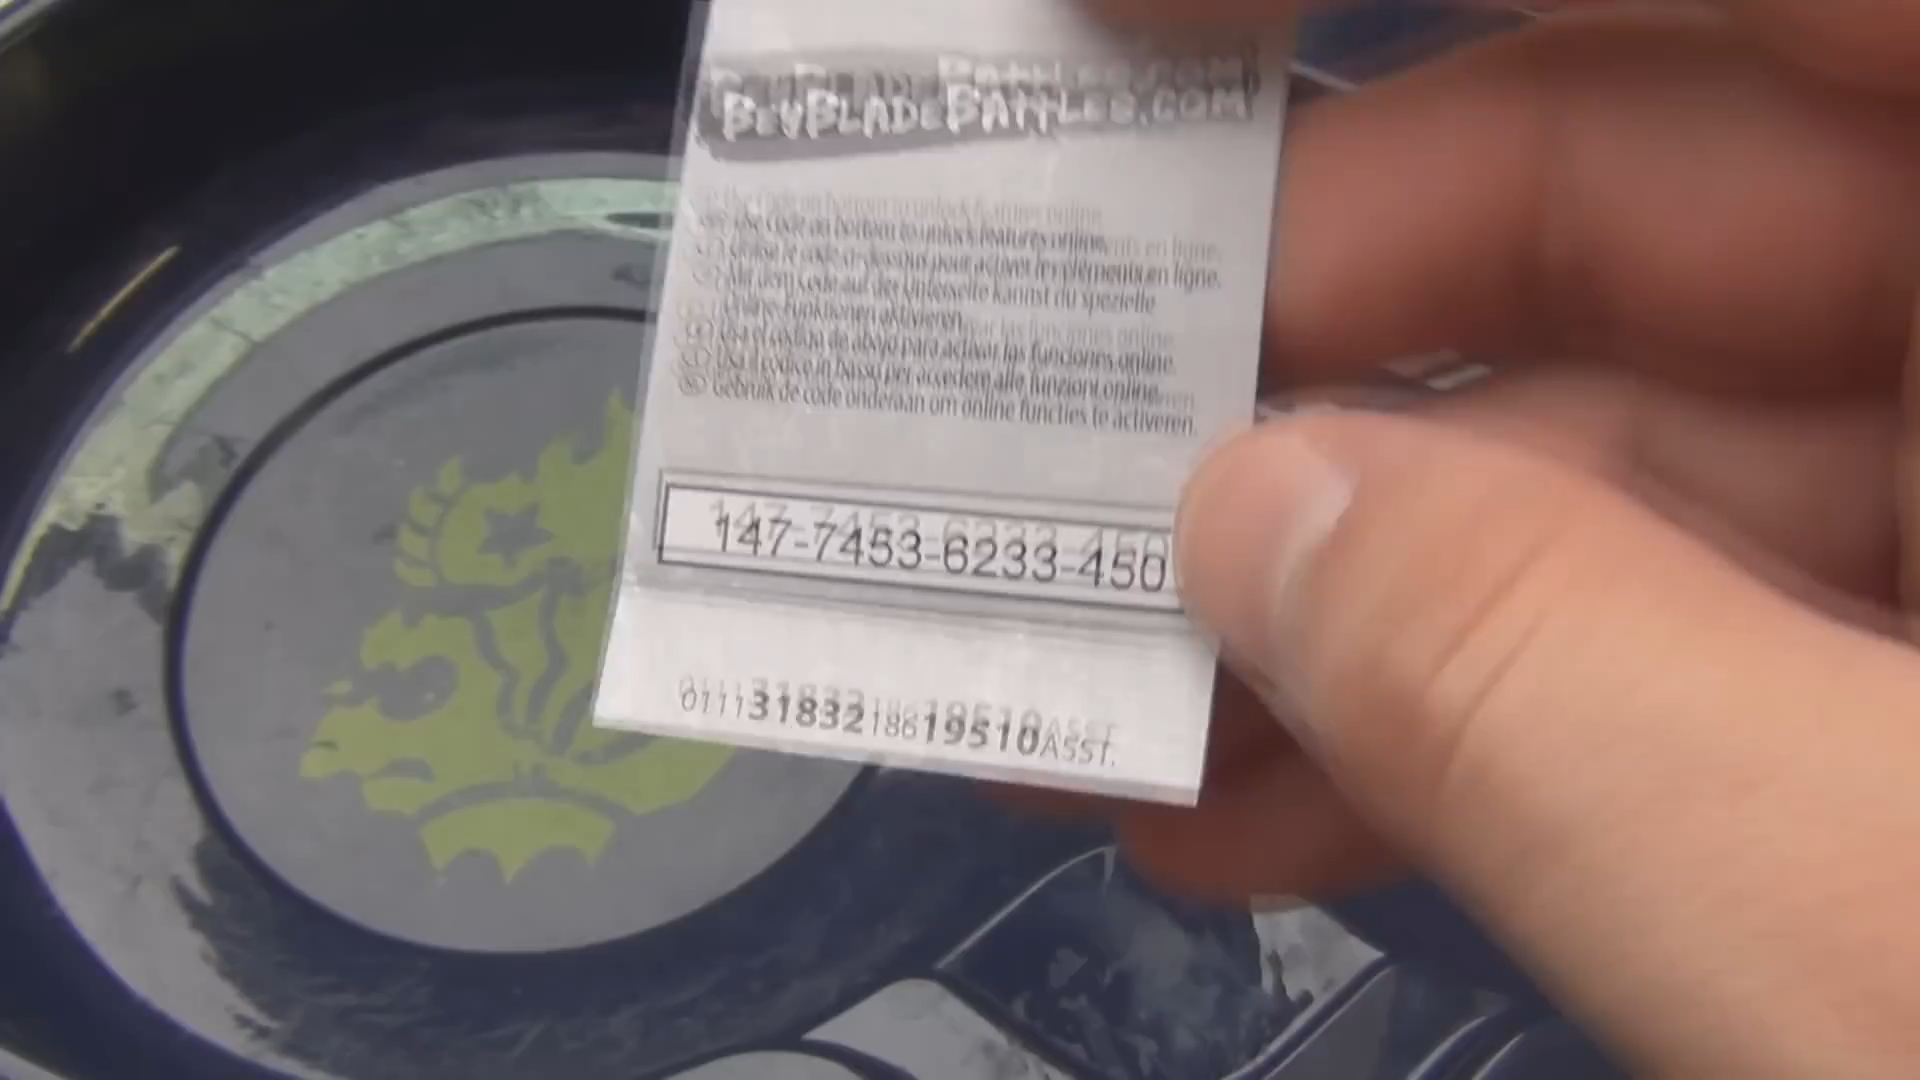 BEYBLADEBATTLES.COM
Use code on bottom to unlock features online.
Utilise le code ci-dessous pour activer les éléments en ligne.
Mit dem Code auf der Unterseite kannst du spezielle
Online-Funktionen aktivieren.
Usa el código de abajo para activar las funciones online.
Usa il codice in basso per accedere alle funzioni online.
Gebruik de code onderaan om online functies te activeren.
147-7453-6233-450
01113183218619510ASST.